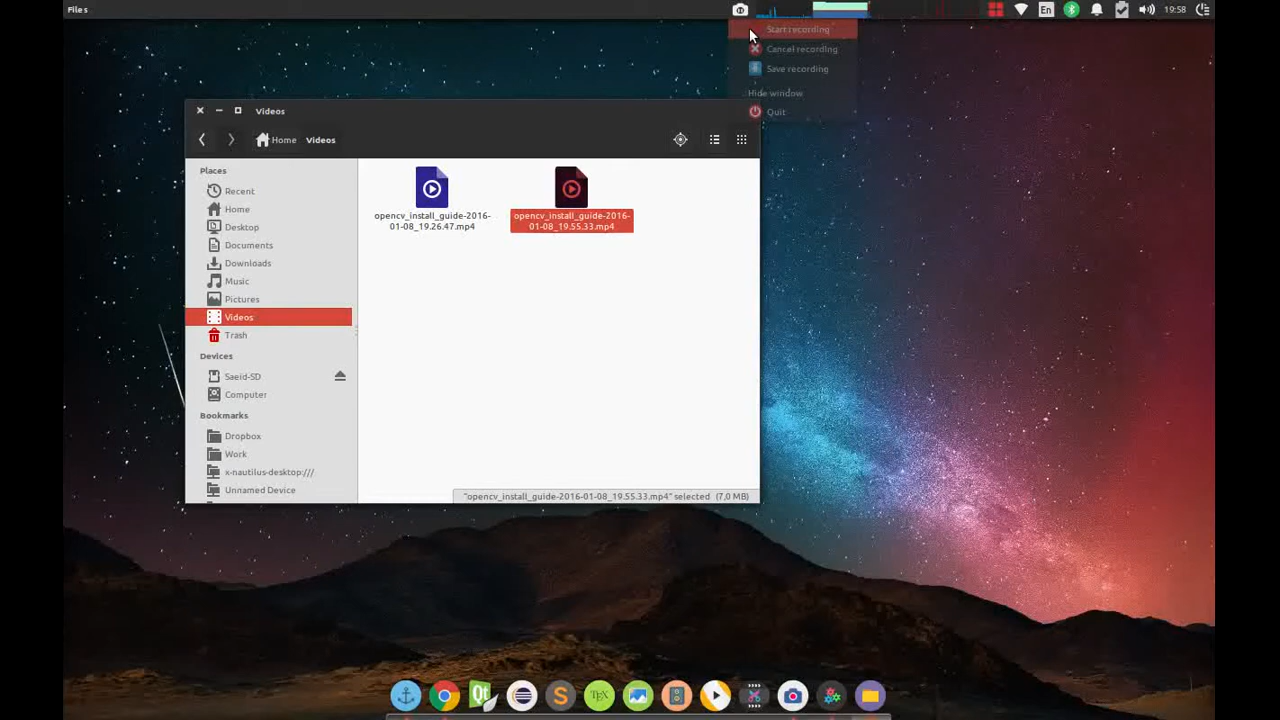 Files
En
19:58
Start recording
Cancel recording
Save recording
Hide window
Quit
Videos
Home
Videos
Places
Recent
Home
Desktop
Documents
Downloads
Music
Pictures
Videos
Trash
Devices
Saeid-SD
Computer
Bookmarks
Dropbox
Work
x-nautilus-desktop:///
Unnamed Device
opencv_install_guide-2016-
01-08_19.26.47.mp4
opencv_install_guide-2016-
01-08_19.55.33.mp4
"opencv_install_guide-2016-01-08_19.55.33.mp4" selected (7,0 MB)
Qt
S
TEX